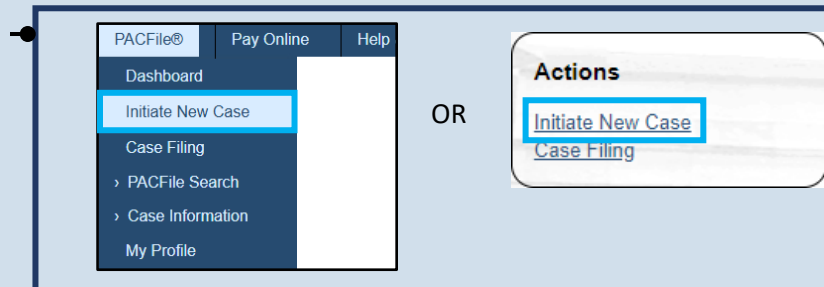 PACFile® Pay Online Help
Dashboard
Initiate New Case
Case Filing
› PACFile Search
› Case Information
My Profile
OR
Actions
Initiate New Case
Case Filing